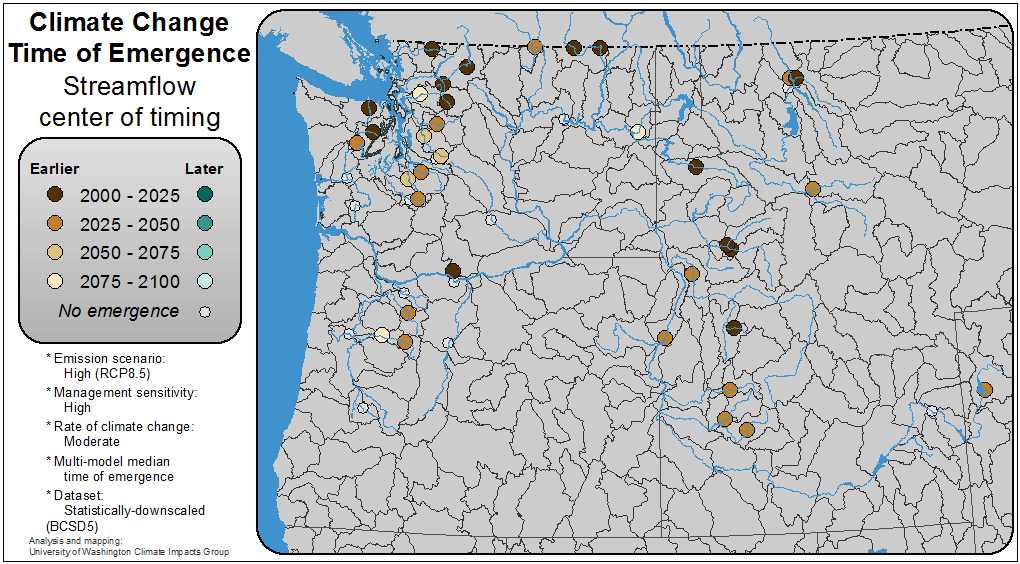 Climate Change
Time of Emergence
Streamflow
center of timing
Earlier Later
2000 - 2025
2025 - 2050
2050 - 2075
2075 - 2100
No emergence
* Emission scenario:
High (RCP8.5)
* Management sensitivity:
High
* Rate of climate change:
Moderate
* Multi-model median
time of emergence
* Dataset:
Statistically-downscaled
(BCSD5)
Analysis and mapping:
University of Washington Climate Impacts Group